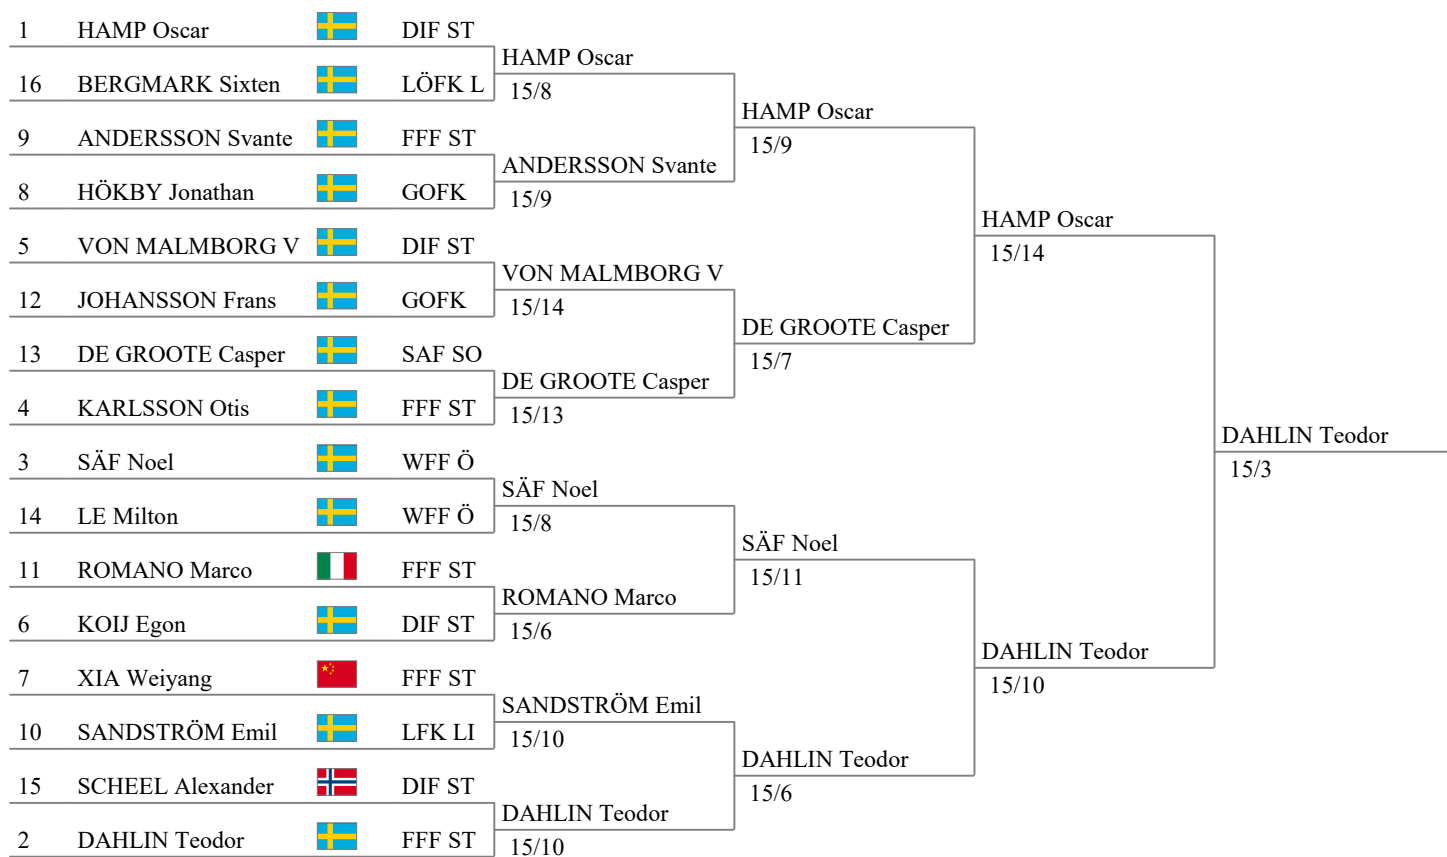 1 HAMP Oscar DIF ST
16 BERGMARK Sixten LÖFK L
9 ANDERSSON Svante FFF ST
8 HÖKBY Jonathan GOFK
5 VON MALMBORG V DIF ST
12 JOHANSSON Frans GOFK
13 DE GROOTE Casper SAF SO
4 KARLSSON Otis FFF ST
3 SÄF Noel WFF Ö
14 LE Milton WFF Ö
11 ROMANO Marco FFF ST
6 KOIJ Egon DIF ST
7 XIA Weiyang FFF ST
10 SANDSTRÖM Emil LFK LI
15 SCHEEL Alexander DIF ST
2 DAHLIN Teodor FFF ST
HAMP Oscar
15/8
ANDERSSON Svante
15/9
VON MALMBORG V
15/14
DE GROOTE Casper
15/13
SÄF Noel
15/8
ROMANO Marco
15/6
SANDSTRÖM Emil
15/10
DAHLIN Teodor
15/10
HAMP Oscar
15/9
DE GROOTE Casper
15/7
SÄF Noel
15/11
DAHLIN Teodor
15/6
HAMP Oscar
15/14
DAHLIN Teodor
15/10
DAHLIN Teodor
15/3